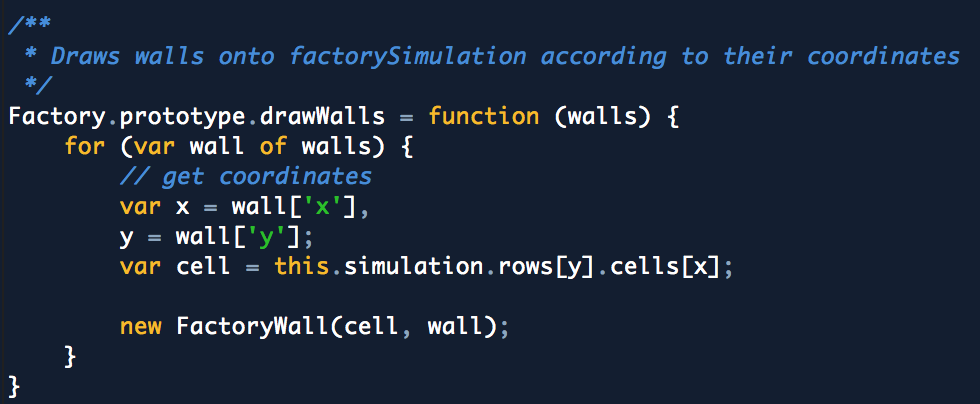 /**
 * Draws walls onto factorySimulation according to their coordinates
 */
Factory.prototype.drawWalls = function (walls) {
    for (var wall of walls) {
        // get coordinates
        var x = wall['x'],
        y = wall['y'];
        var cell = this.simulation.rows[y].cells[x];

        new FactoryWall(cell, wall);
    }
}